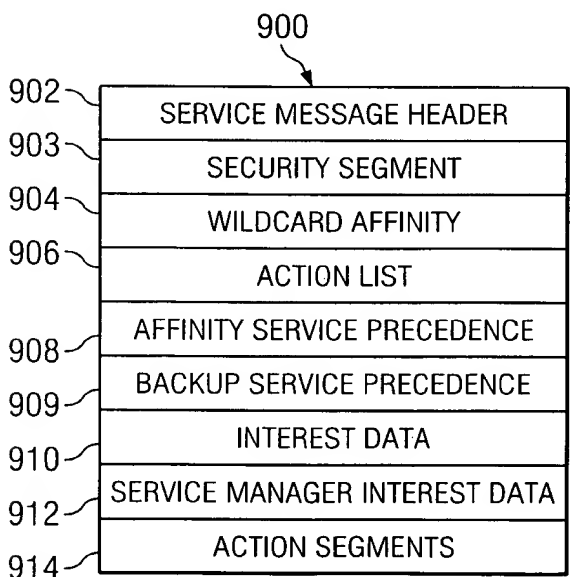 900
902 SERVICE MESSAGE HEADER
903 SECURITY SEGMENT
904 WILDCARD AFFINITY
906 ACTION LIST
908 AFFINITY SERVICE PRECEDENCE
909 BACKUP SERVICE PRECEDENCE
910 INTEREST DATA
912 SERVICE MANAGER INTEREST DATA
914 ACTION SEGMENTS